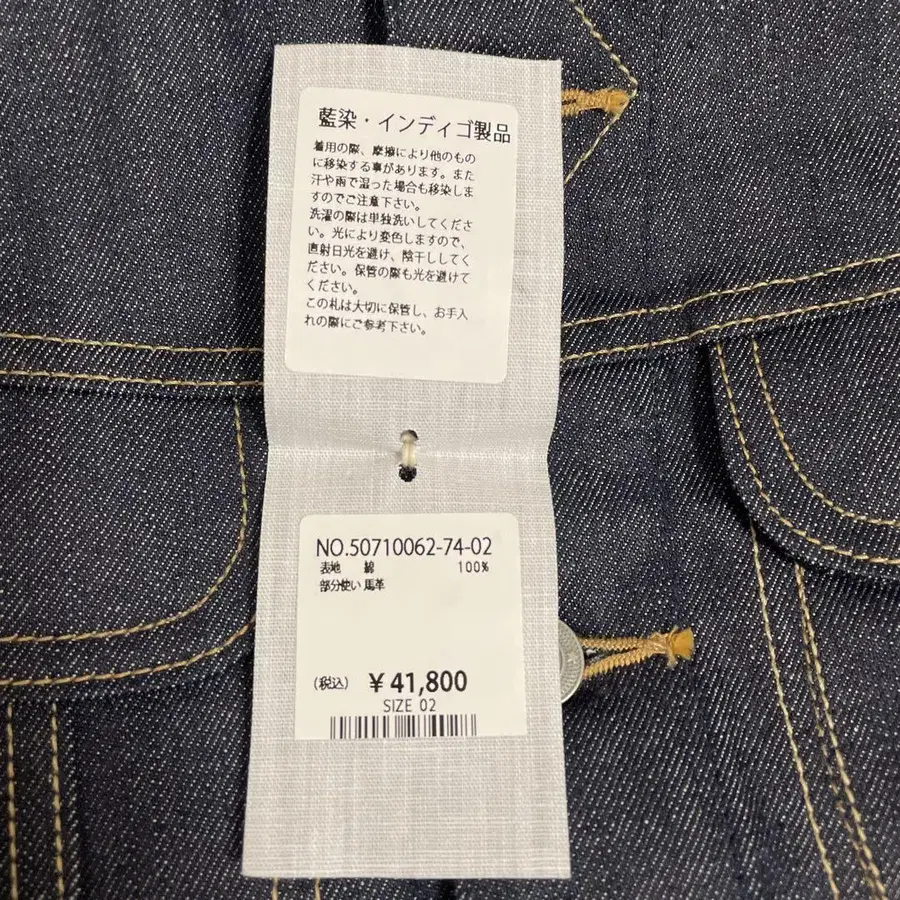 藍染・インディゴ製品
着用の際、摩擦により他のもの
に移染する事があります。また
汗や雨で湿った場合も移染しま
すのでご注意下さい。
洗濯の際は単独洗いしてくださ
い。光により変色しますので、
直射日光を避け、陰干ししてく
ださい。保管の際も光を避けて
ください。
この札は大切に保管し、お手入
れの際にご参考下さい。
NO.50710062-74-02
表地 綿 100%
部分使い 馬革
(税込) ¥41,800
SIZE 02